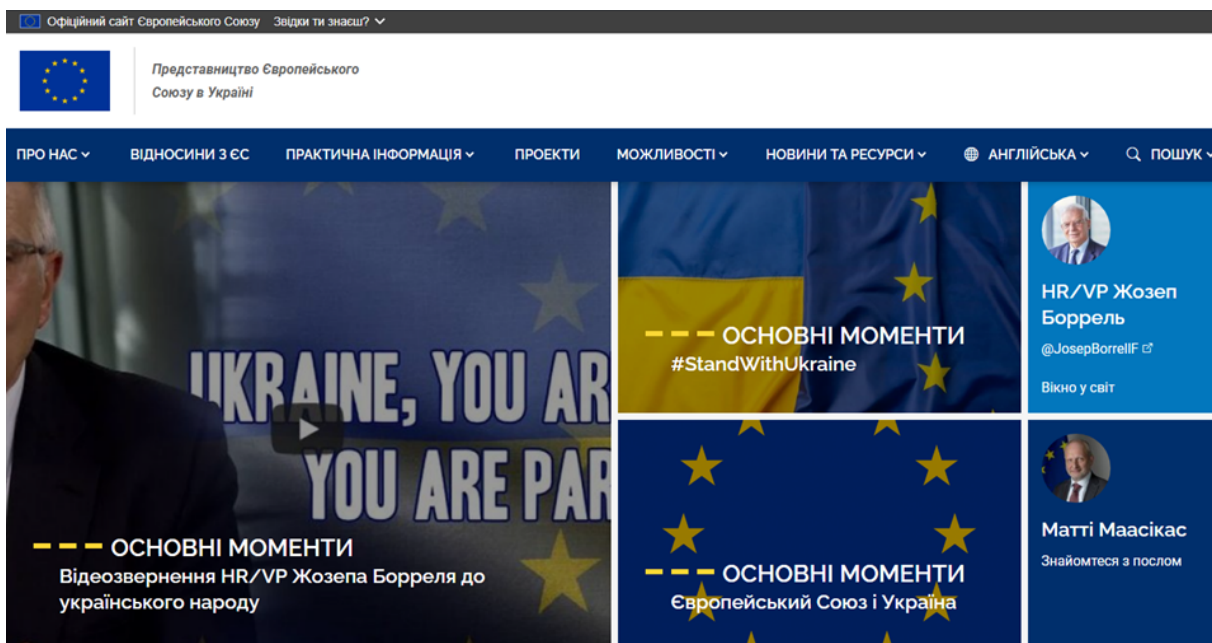 Офіційний сайт Європейського Союзу Звідки ти знаєш?
Представництво Європейського
Союзу в Україні
ПРО НАС
ВІДНОСИНИ З ЄС
ПРАКТИЧНА ІНФОРМАЦІЯ
ПРОЕКТИ
МОЖЛИВОСТІ
НОВИНИ ТА РЕСУРСИ
АНГЛІЙСЬКА
ПОШУК
UKRAINE, YOU AR
YOU ARE PAR
ОСНОВНІ МОМЕНТИ
Відеозвернення HR/VP Жозепа Борреля до
українського народу
ОСНОВНІ МОМЕНТИ
#StandWithUkraine
ОСНОВНІ МОМЕНТИ
Європейський Союз і Україна
HR/VP Жозеп
Боррель
@JosepBorrellF
Вікно у світ
Матті Маасікас
Знайомтеся з послом